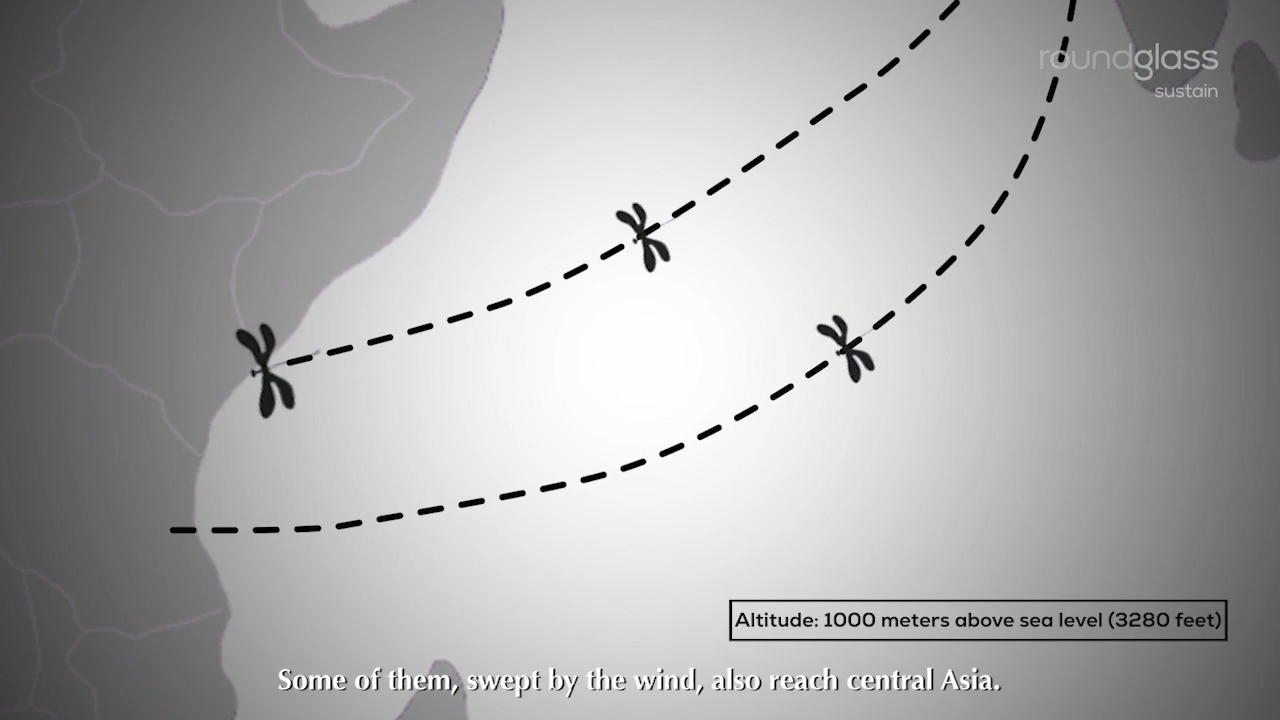 roundglass
sustain
Altitude: 1000 meters above sea level (3280 feet)
Some of them, swept by the wind, also reach central Asia.